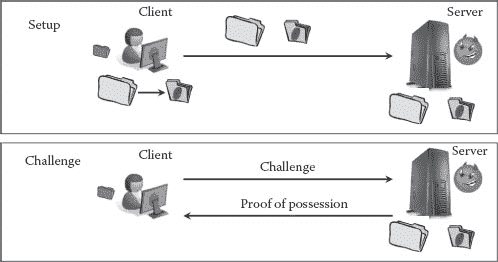 Setup
Client
Server
Challenge
Client
Server
Challenge
Proof of possession